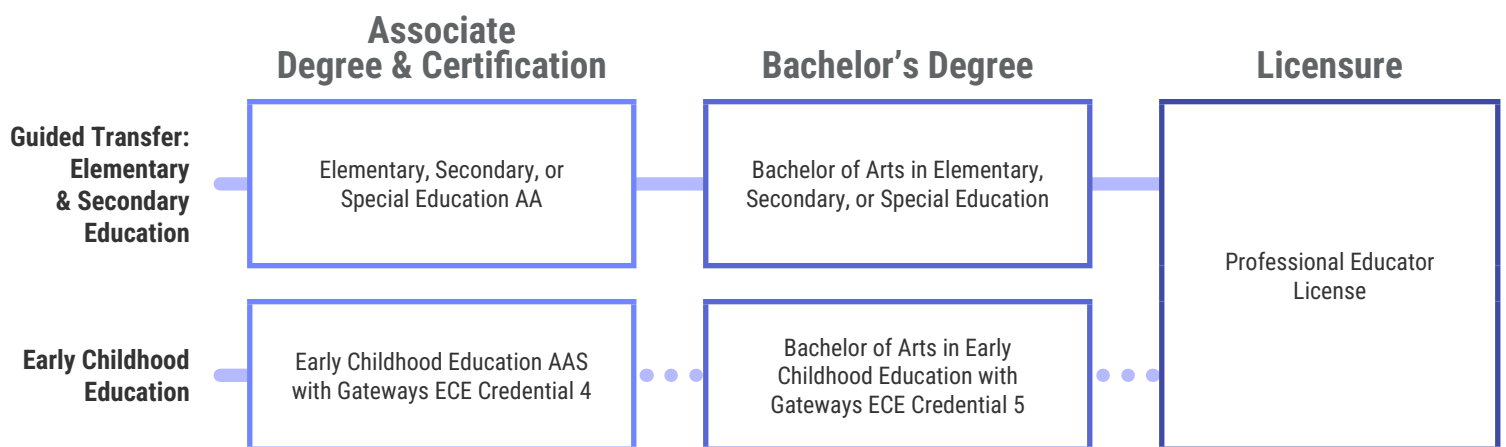 Associate
Degree & Certification
Bachelor’s Degree
Licensure
Guided Transfer:
Elementary
& Secondary
Education
Elementary, Secondary, or
Special Education AA
Bachelor of Arts in Elementary,
Secondary, or Special Education
Professional Educator
License
Early Childhood
Education
Early Childhood Education AAS
with Gateways ECE Credential 4
Bachelor of Arts in Early
Childhood Education with
Gateways ECE Credential 5